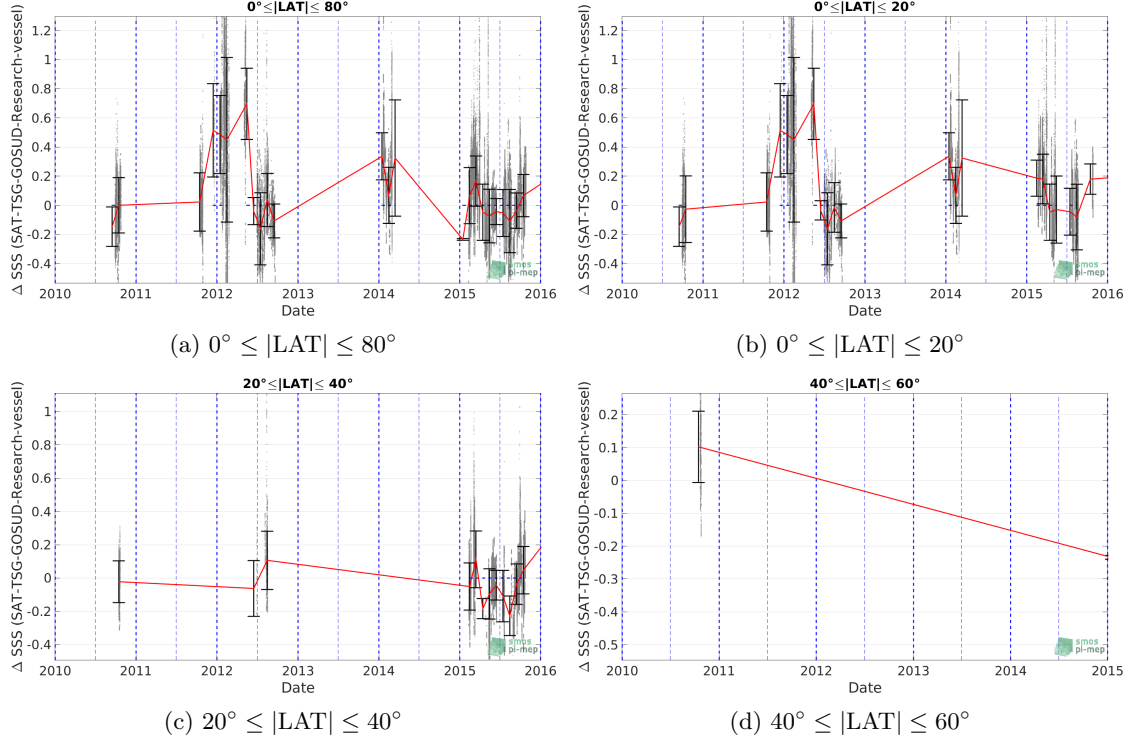 0°≤|LAT|≤ 80°
Δ SSS (SAT-TSG-GOSUD-Research-vessel)
1.2
1
0.8
0.6
0.4
0.2
0
-0.2
-0.4
2010 2011 2012 2013 2014 2015 2016
Date
smos
pi-mep
(a) 0° ≤ |LAT| ≤ 80°
0°≤|LAT|≤ 20°
Δ SSS (SAT-TSG-GOSUD-Research-vessel)
1.2
1
0.8
0.6
0.4
0.2
0
-0.2
-0.4
2010 2011 2012 2013 2014 2015 2016
Date
smos
pi-mep
(b) 0° ≤ |LAT| ≤ 20°
20°≤|LAT|≤ 40°
Δ SSS (SAT-TSG-GOSUD-Research-vessel)
1
0.8
0.6
0.4
0.2
0
-0.2
-0.4
2010 2011 2012 2013 2014 2015 2016
Date
smos
pi-mep
(c) 20° ≤ |LAT| ≤ 40°
40°≤|LAT|≤ 60°
Δ SSS (SAT-TSG-GOSUD-Research-vessel)
0.2
0.1
0
-0.1
-0.2
-0.3
-0.4
-0.5
2010 2011 2012 2013 2014 2015
Date
smos
pi-mep
(d) 40° ≤ |LAT| ≤ 60°